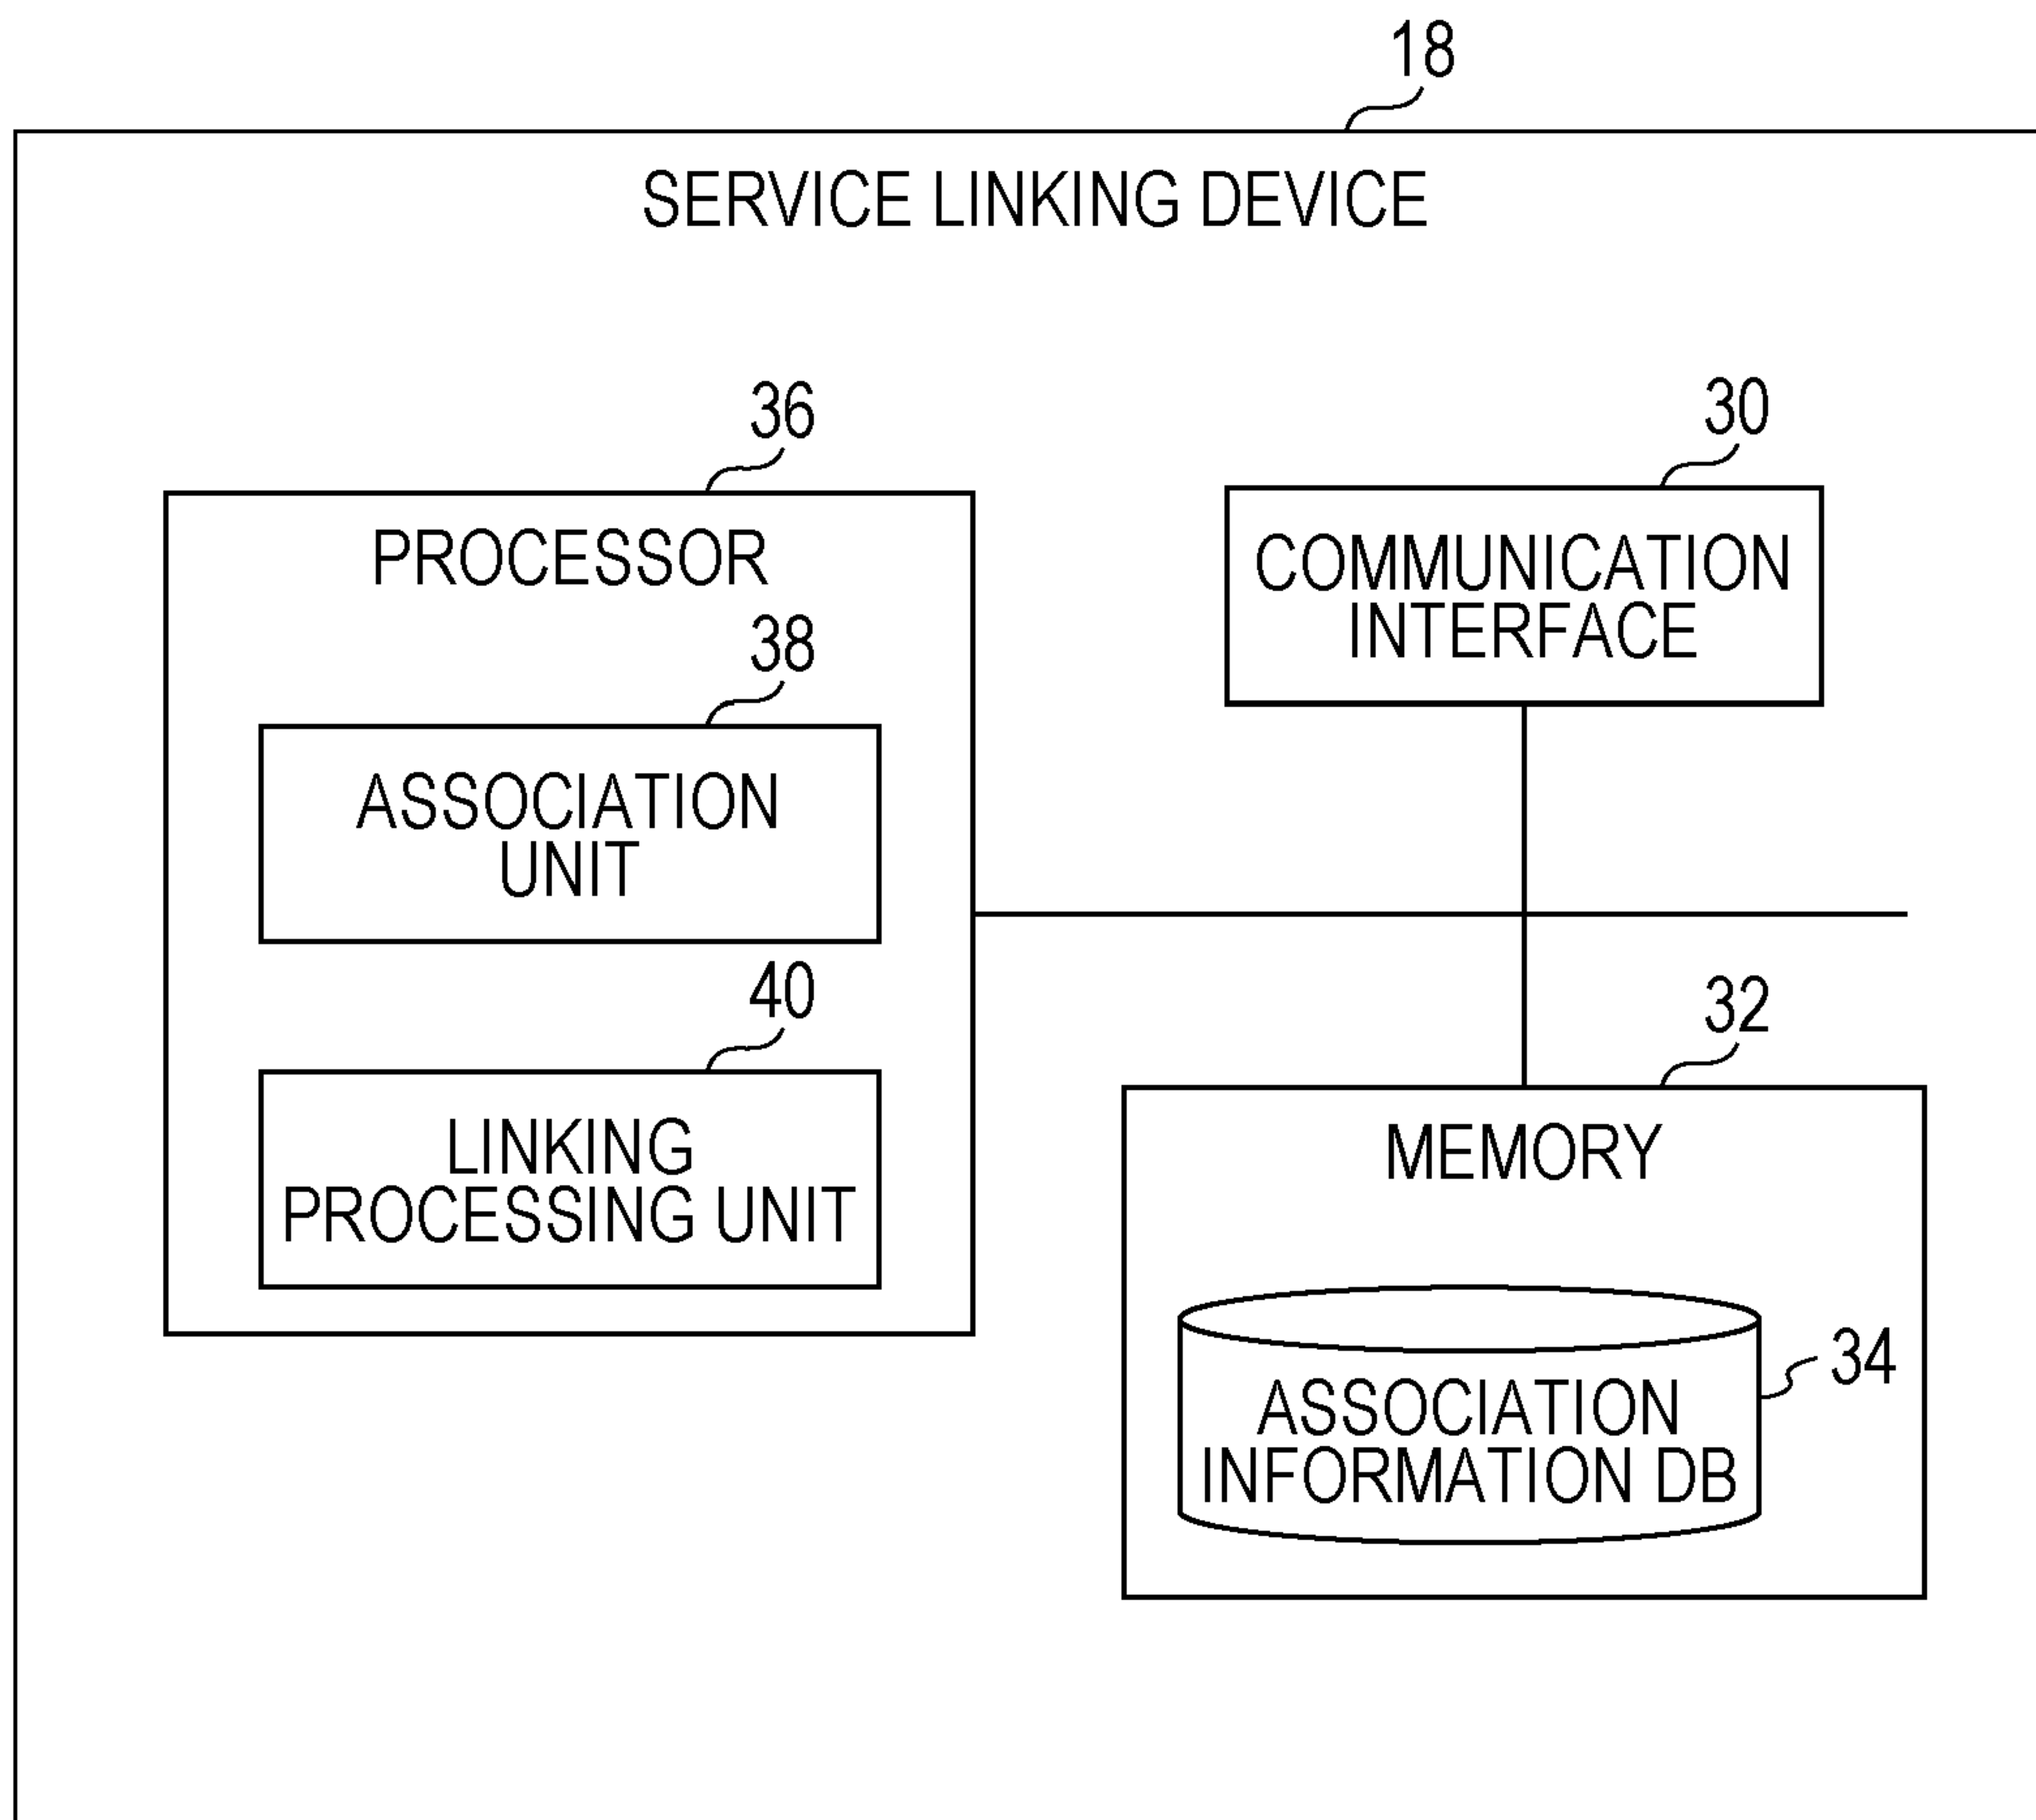 18
SERVICE LINKING DEVICE
36
PROCESSOR
38
ASSOCIATION
UNIT
40
LINKING
PROCESSING UNIT
30
COMMUNICATION
INTERFACE
32
MEMORY
34
ASSOCIATION
INFORMATION DB